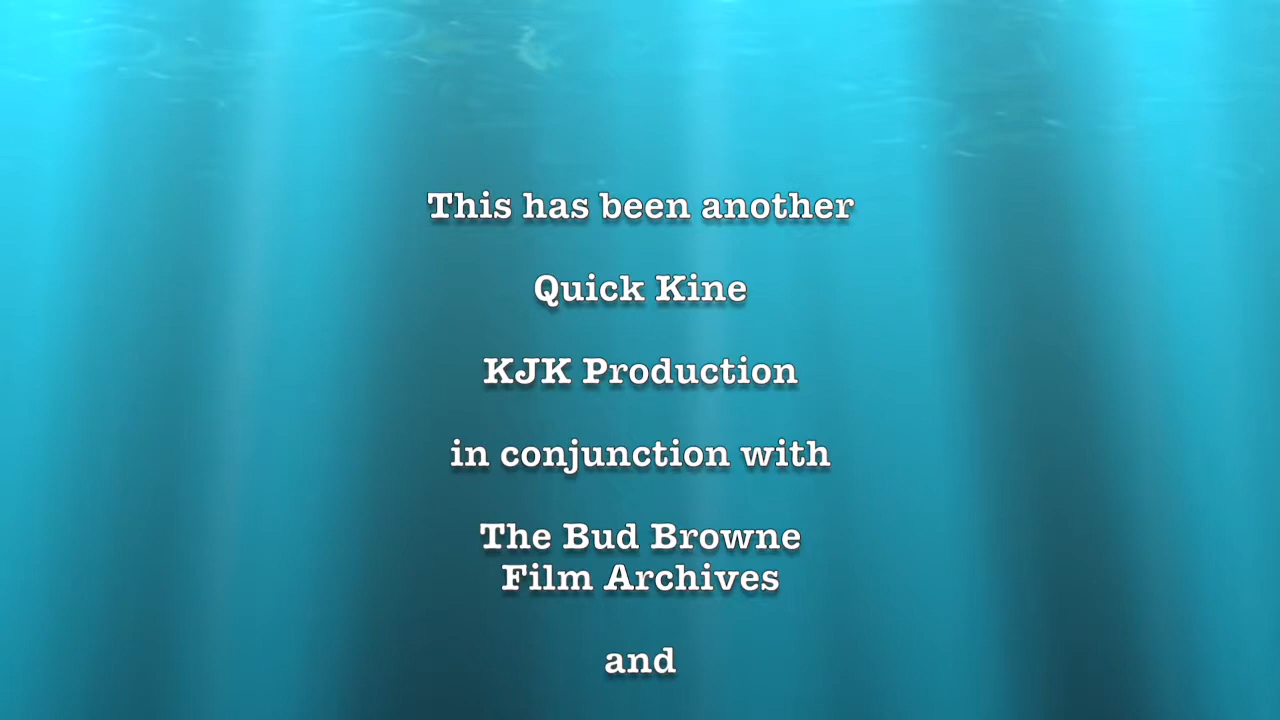 This has been another
Quick Kine
KJK Production
in conjunction with
The Bud Browne
Film Archives
and